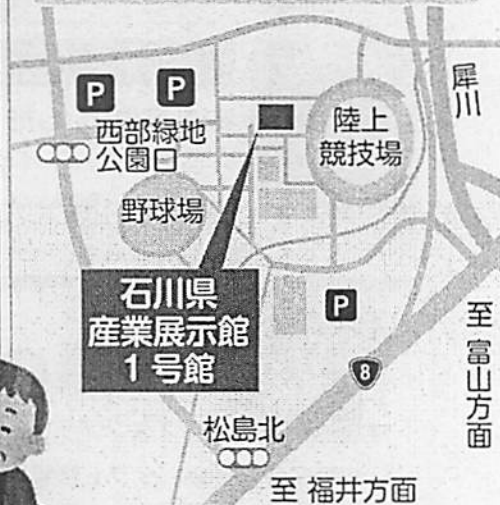 P
P
犀川
陸上
競技場
西部緑地
公園口
野球場
石川県
産業展示館
1号館
P
至 富山方面
8
松島北
至 福井方面